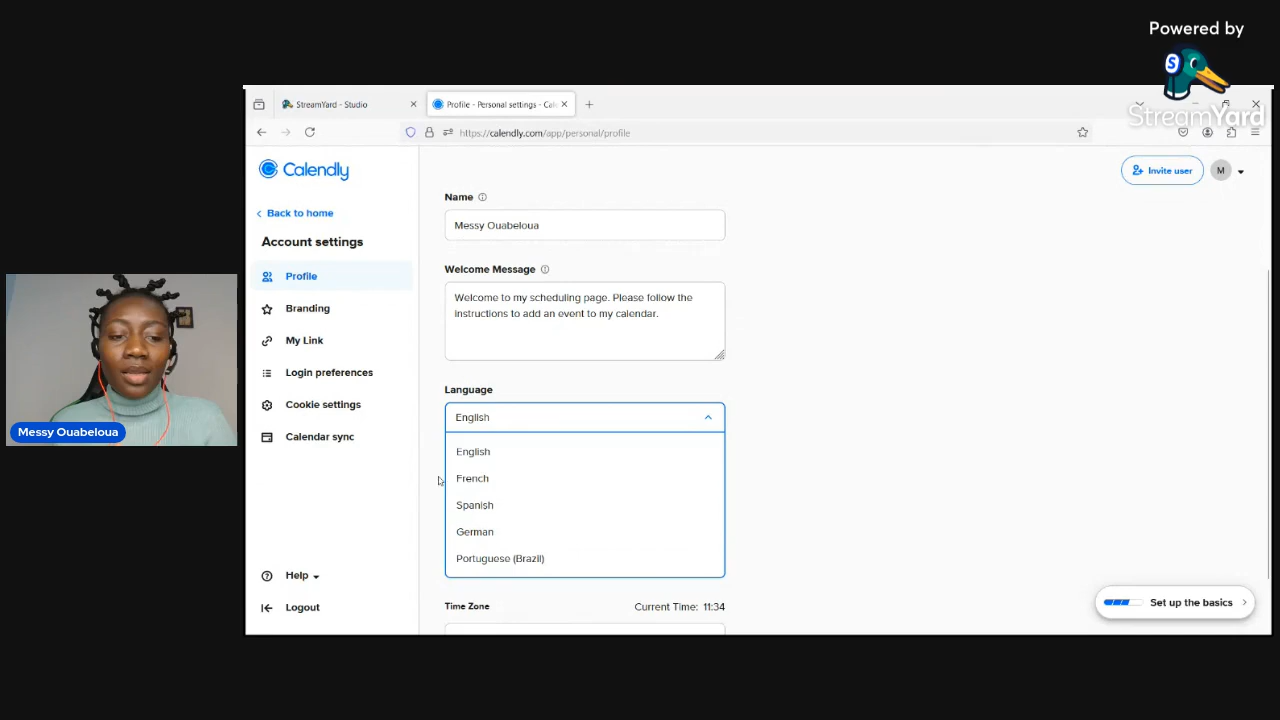 Powered by
StreamYard
StreamYard - Studio
Profile - Personal settings - Cale
https://calendly.com/app/personal/profile
Calendly
Invite user
M
Back to home
Account settings
Profile
Branding
My Link
Login preferences
Cookie settings
Calendar sync
Help
Logout
Name
Messy Ouabeloua
Welcome Message
Welcome to my scheduling page. Please follow the
instructions to add an event to my calendar.
Language
English
English
French
Spanish
German
Portuguese (Brazil)
Time Zone
Current Time: 11:34
Set up the basics
Messy Ouabeloua